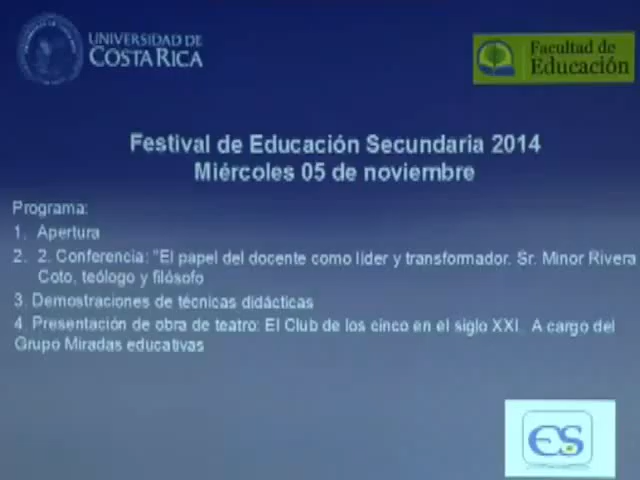 UNIVERSIDAD DE
COSTA RICA
Facultad de
Educación
Festival de Educación Secundaria 2014
Miércoles 05 de noviembre
Programa:
1. Apertura
2. 2. Conferencia: "El papel del docente como líder y transformador. Sr. Minor Rivera
Coto, teólogo y filósofo
3. Demostraciones de técnicas didácticas
4. Presentación de obra de teatro: El Club de los cinco en el siglo XXI. A cargo del
Grupo Miradas educativas
ES